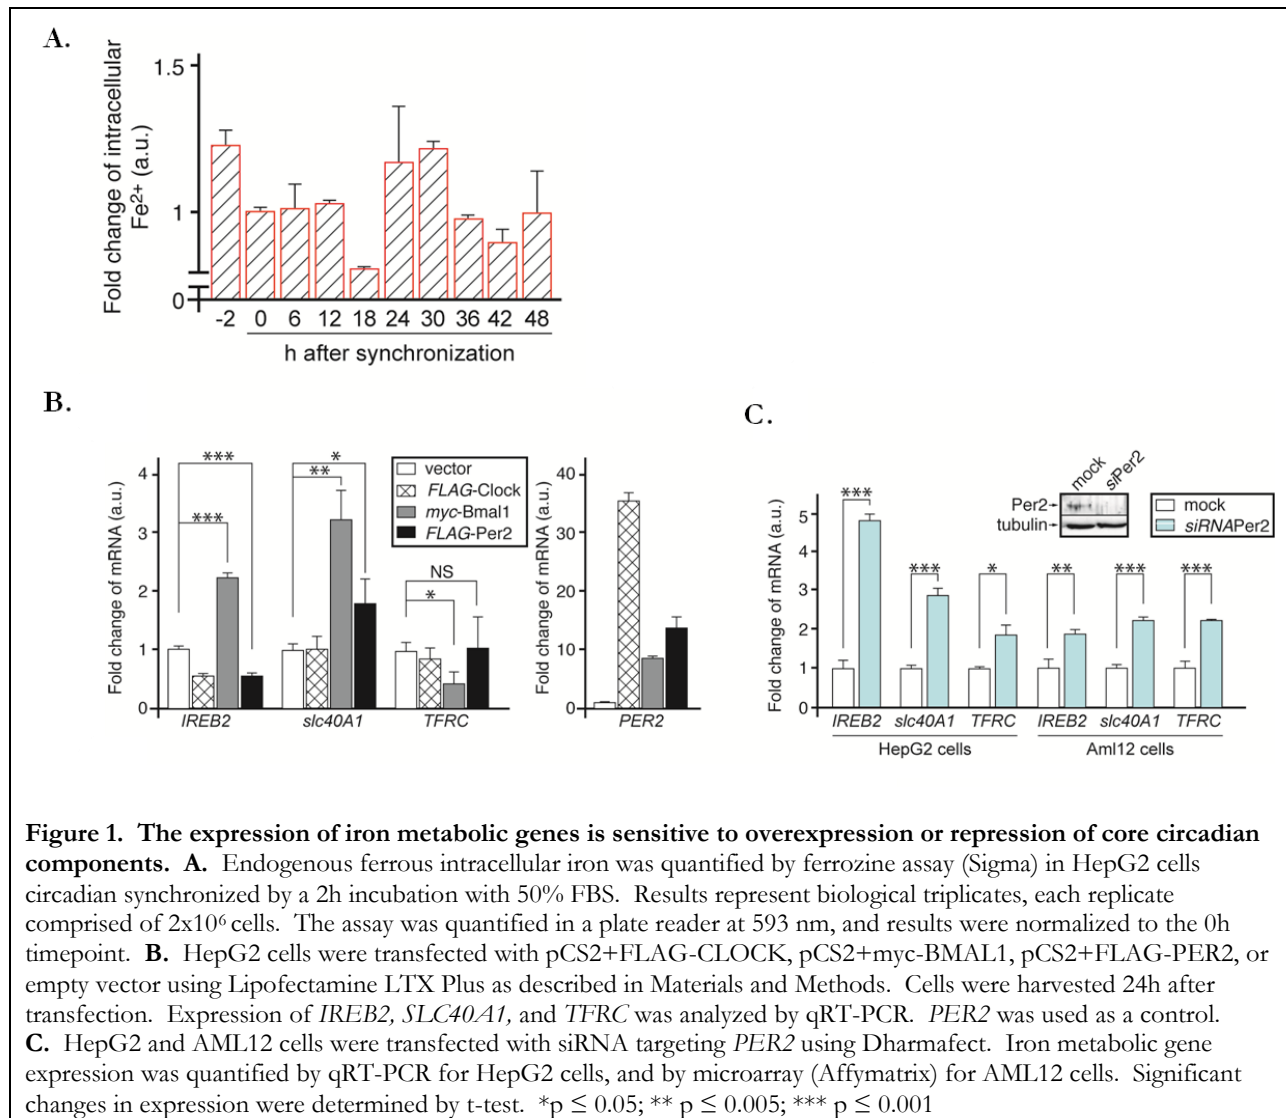 A.
Fold change of intracellular
Fe2+ (a.u.)
1.5
1
0
-2 0 6 12 18 24 30 36 42 48
h after synchronization
B.
Fold change of mRNA (a.u.)
4
3
2
1
0
***
***
*
**
NS
*
vector
FLAG-Clock
myc-Bmal1
FLAG-Per2
IREB2 slc40A1 TFRC
Fold change of mRNA (a.u.)
40
30
20
10
0
PER2
C.
Fold change of mRNA (a.u.)
5
4
3
2
1
0
***
***
*
**
***
***
mock siPer2
Per2
tubulin
mock
siRNAPer2
IREB2 slc40A1 TFRC IREB2 slc40A1 TFRC
HepG2 cells Aml12 cells
Figure 1. The expression of iron metabolic genes is sensitive to overexpression or repression of core circadian
components. A. Endogenous ferrous intracellular iron was quantified by ferrozine assay (Sigma) in HepG2 cells
circadian synchronized by a 2h incubation with 50% FBS. Results represent biological triplicates, each replicate
comprised of 2x10⁶ cells. The assay was quantified in a plate reader at 593 nm, and results were normalized to the 0h
timepoint. B. HepG2 cells were transfected with pCS2+FLAG-CLOCK, pCS2+myc-BMAL1, pCS2+FLAG-PER2, or
empty vector using Lipofectamine LTX Plus as described in Materials and Methods. Cells were harvested 24h after
transfection. Expression of IREB2, SLC40A1, and TFRC was analyzed by qRT-PCR. PER2 was used as a control.
C. HepG2 and AML12 cells were transfected with siRNA targeting PER2 using Dharmafect. Iron metabolic gene
expression was quantified by qRT-PCR for HepG2 cells, and by microarray (Affymatrix) for AML12 cells. Significant
changes in expression were determined by t-test. *p ≤ 0.05; ** p ≤ 0.005; *** p ≤ 0.001